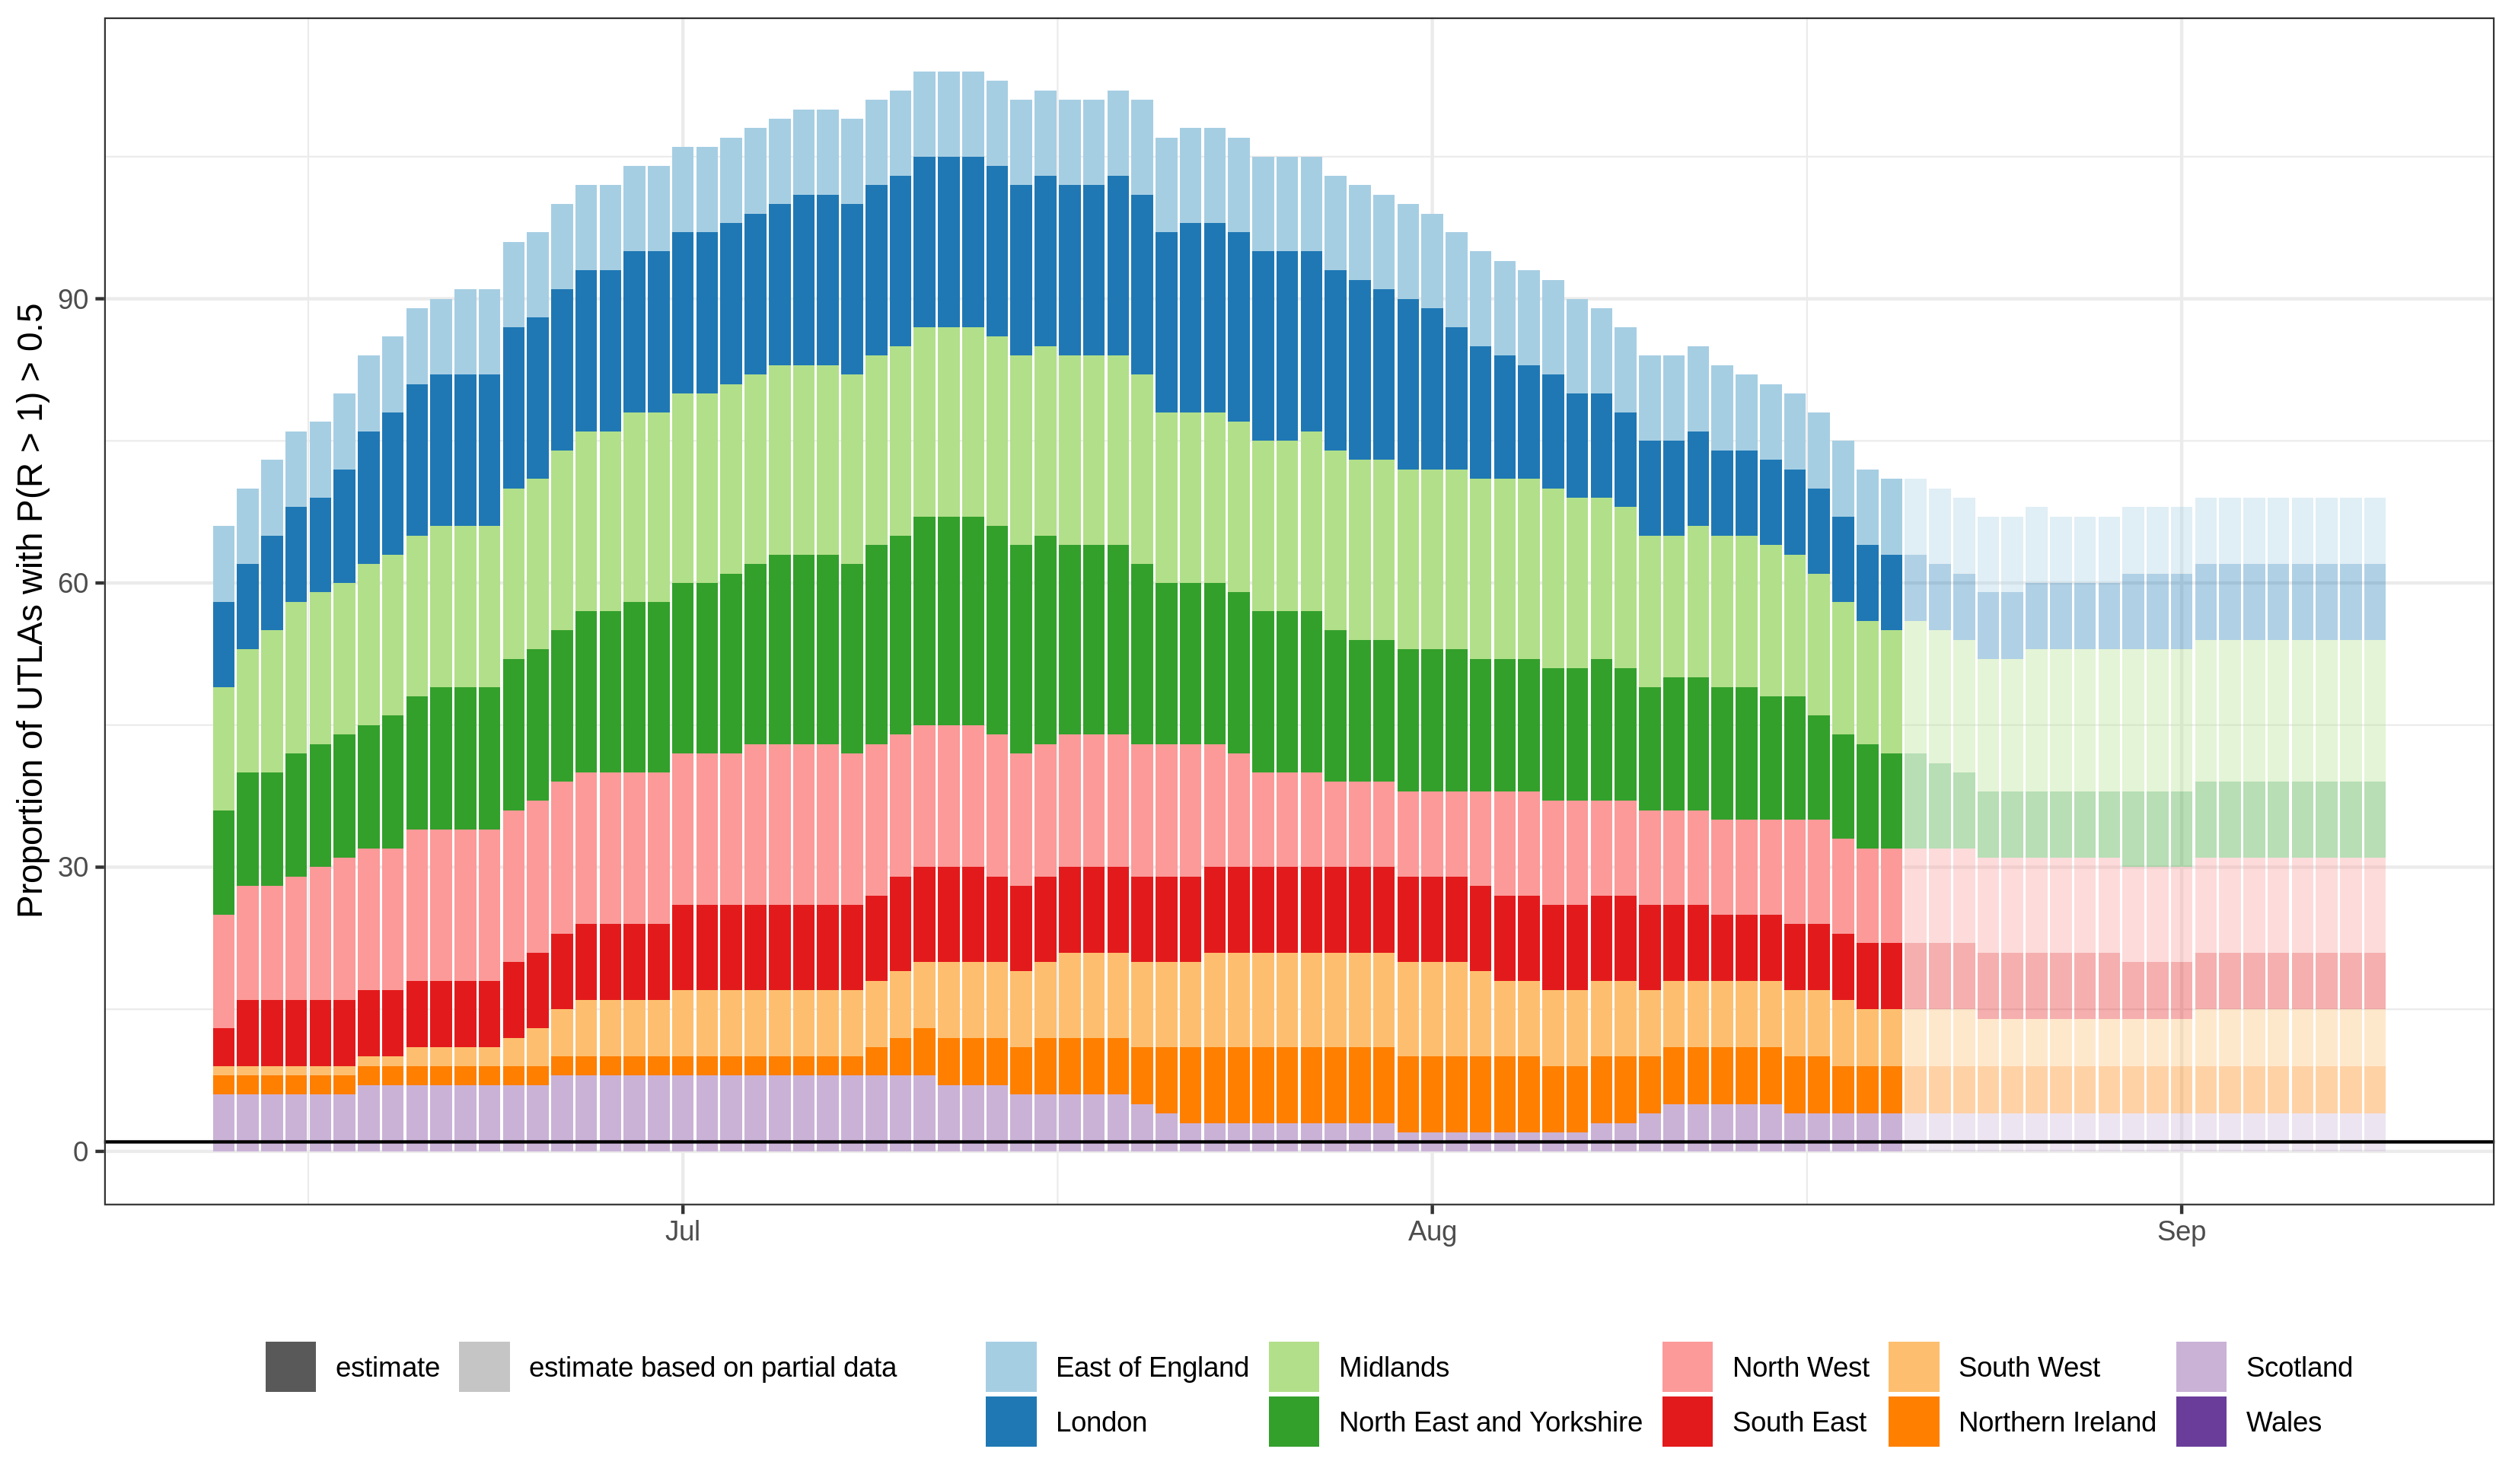 Proportion of UTLAs with P(R > 1) > 0.5
90
60
30
0
Jul Aug Sep
estimate estimate based on partial data East of England Midlands North West South West Scotland
London North East and Yorkshire South East Northern Ireland Wales